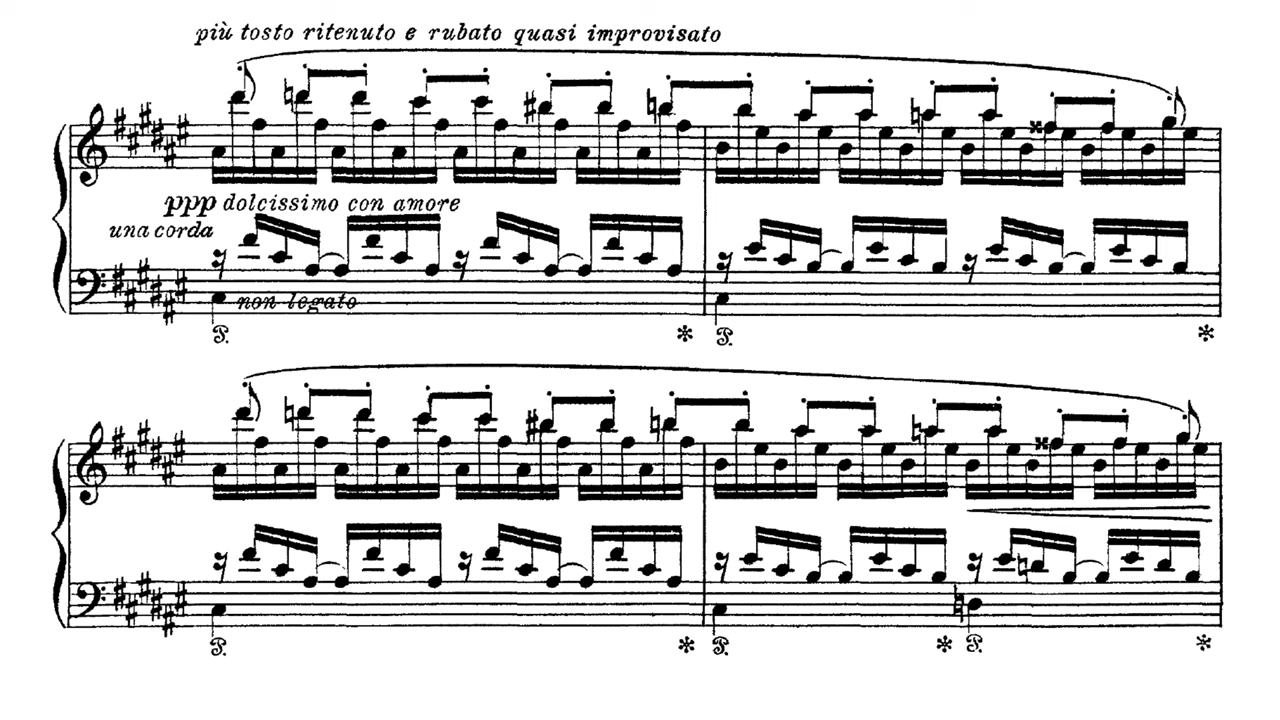 più tosto ritenuto e rubato quasi improvisato
ppp dolcissimo con amore
una corda
non legato